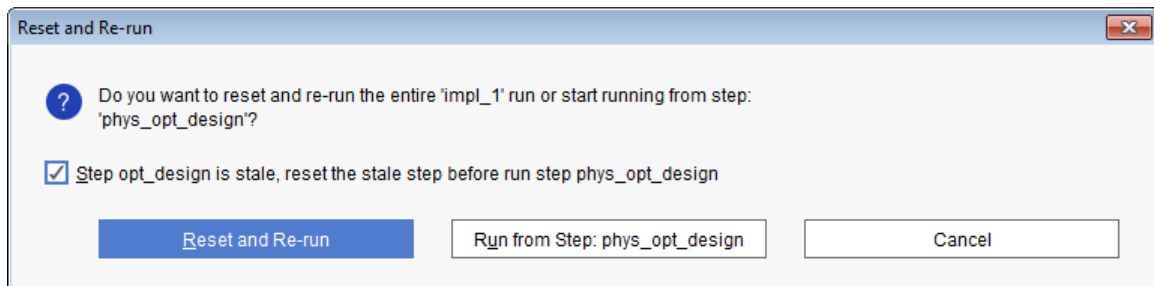 Reset and Re-run
Do you want to reset and re-run the entire 'impl_1' run or start running from step:
'phys_opt_design'?
Step opt_design is stale, reset the stale step before run step phys_opt_design
Reset and Re-run Run from Step: phys_opt_design Cancel